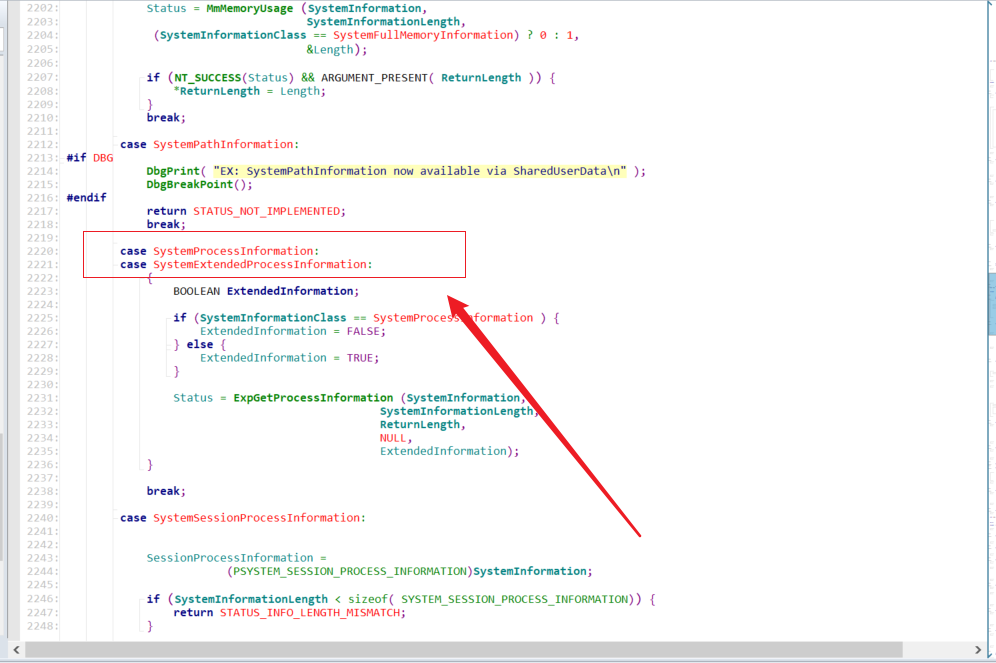 2202: Status = MmMemoryUsage (SystemInformation,
2203: SystemInformationLength,
2204: (SystemInformationClass == SystemFullMemoryInformation) ? 0 : 1,
2205: &Length);
2206:
2207: if (NT_SUCCESS(Status) && ARGUMENT_PRESENT( ReturnLength )) {
2208: *ReturnLength = Length;
2209: }
2210: break;
2211:
2212: case SystemPathInformation:
2213: #if DBG
2214: DbgPrint( "EX: SystemPathInformation now available via SharedUserData\n" );
2215: DbgBreakPoint();
2216: #endif
2217: return STATUS_NOT_IMPLEMENTED;
2218: break;
2219:
2220: case SystemProcessInformation:
2221: case SystemExtendedProcessInformation:
2222: {
2223: BOOLEAN ExtendedInformation;
2224:
2225: if (SystemInformationClass == SystemProcessInformation ) {
2226: ExtendedInformation = FALSE;
2227: } else {
2228: ExtendedInformation = TRUE;
2229: }
2230:
2231: Status = ExpGetProcessInformation (SystemInformation,
2232: SystemInformationLength,
2233: ReturnLength,
2234: NULL,
2235: ExtendedInformation);
2236: }
2237:
2238: break;
2239:
2240: case SystemSessionProcessInformation:
2241:
2242:
2243: SessionProcessInformation =
2244: (PSYSTEM_SESSION_PROCESS_INFORMATION)SystemInformation;
2245:
2246: if (SystemInformationLength < sizeof( SYSTEM_SESSION_PROCESS_INFORMATION)) {
2247: return STATUS_INFO_LENGTH_MISMATCH;
2248: }